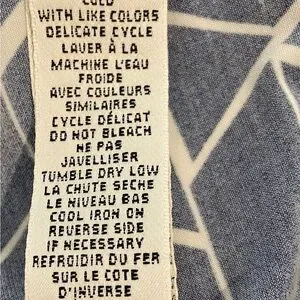 COLD
WITH LIKE COLORS
DELICATE CYCLE
LAVER À LA
MACHINE L'EAU
FROIDE
AVEC COULEURS
SIMILAIRES
CYCLE DÉLICAT
DO NOT BLEACH
NE PAS
JAVELLISER
TUMBLE DRY LOW
LA CHUTE SECHE
LE NIVEAU BAS
COOL IRON ON
REVERSE SIDE
IF NECESSARY
REFROIDIR DU FER
SUR LE COTE
D'INVERSE